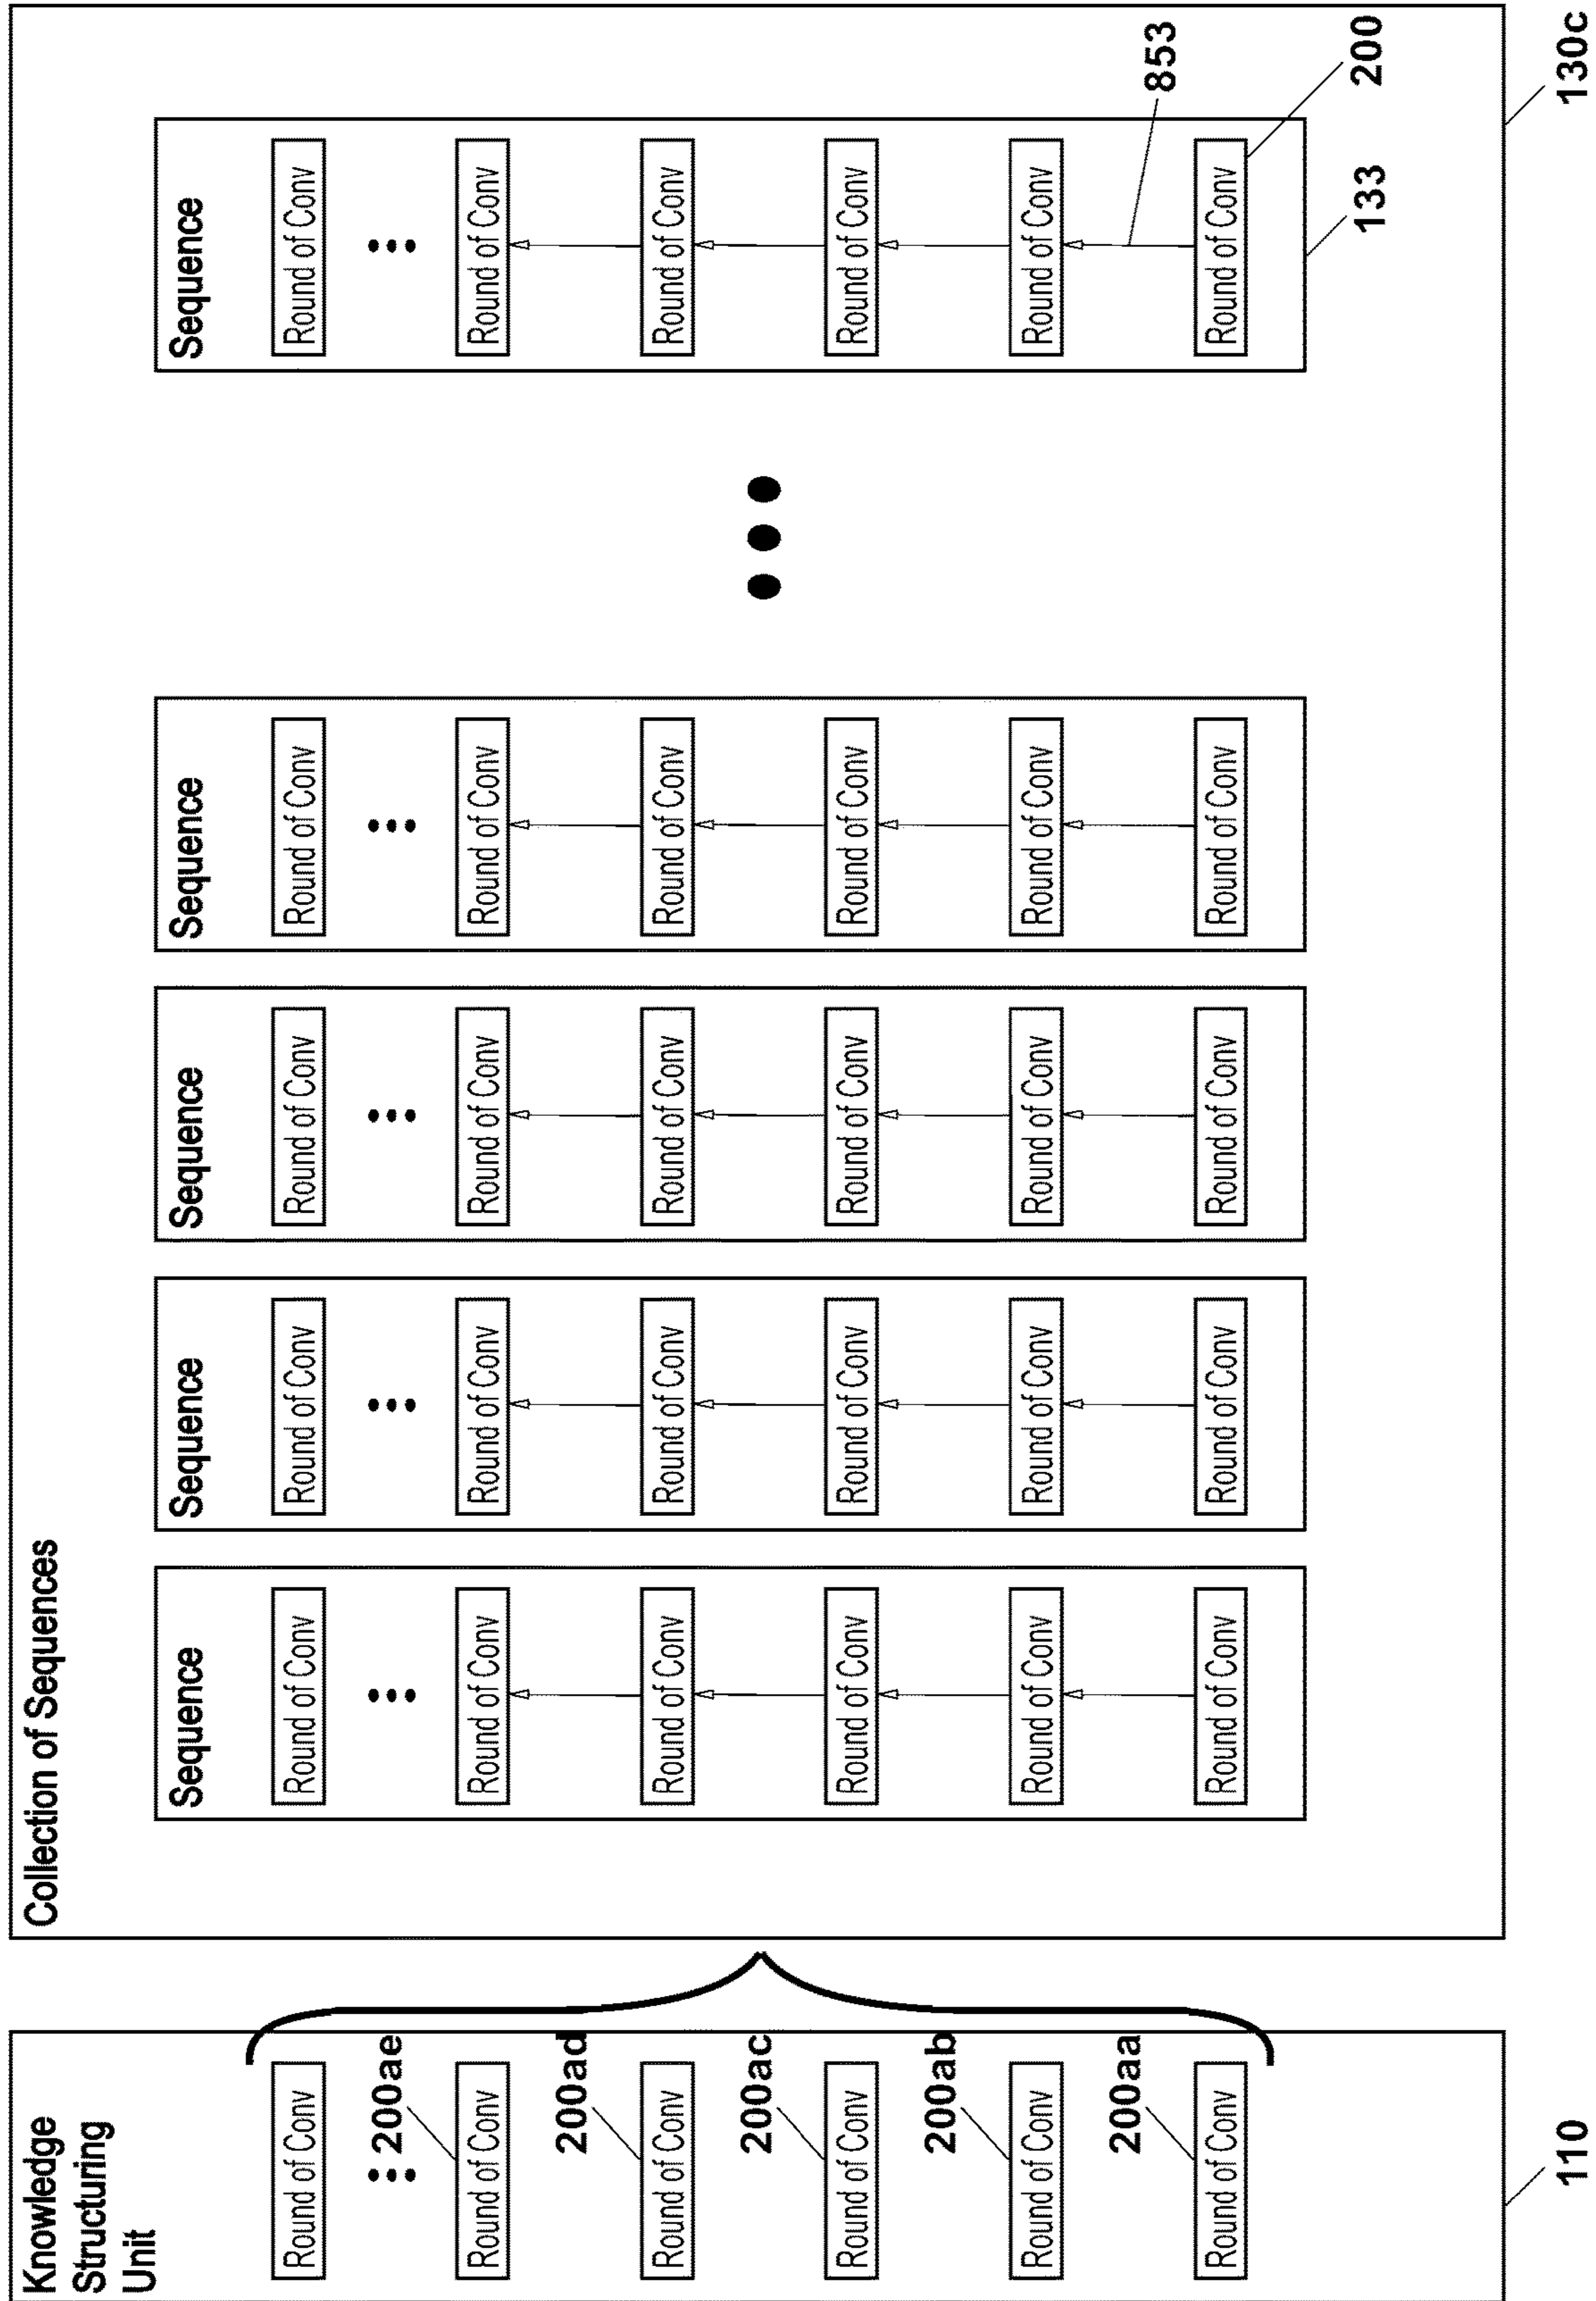 Knowledge
Structuring
Unit
Round of Conv
200ae
Round of Conv
200ad
Round of Conv
200ac
Round of Conv
200ab
Round of Conv
200aa
Round of Conv
110
Collection of Sequences
Sequence
Round of Conv
Round of Conv
Round of Conv
Round of Conv
Round of Conv
Round of Conv
Sequence
Round of Conv
Round of Conv
Round of Conv
Round of Conv
Round of Conv
Round of Conv
Sequence
Round of Conv
Round of Conv
Round of Conv
Round of Conv
Round of Conv
Round of Conv
Sequence
Round of Conv
Round of Conv
Round of Conv
Round of Conv
Round of Conv
Round of Conv
Sequence
Round of Conv
Round of Conv
Round of Conv
Round of Conv
Round of Conv
853
Round of Conv
200
133
130c